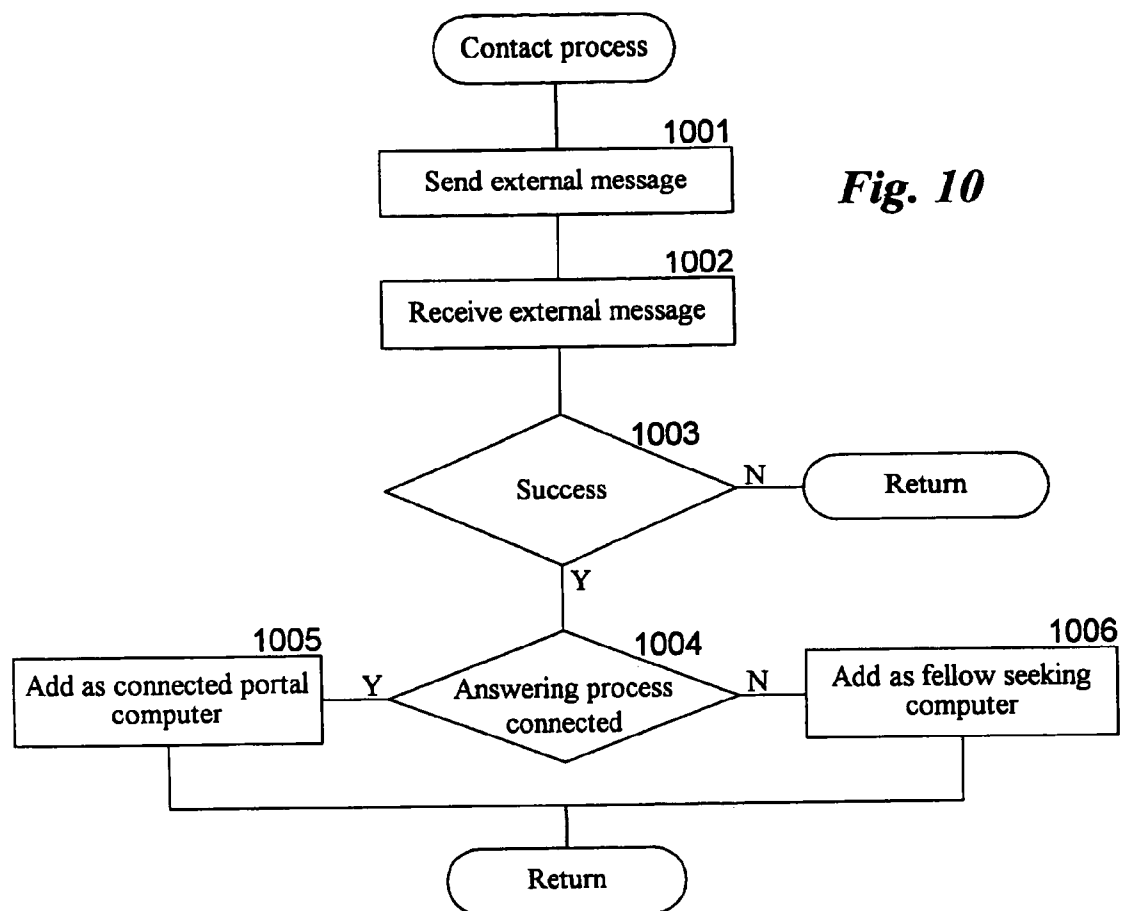 Contact process
1001
Send external message
Fig. 10
1002
Receive external message
1003
Success
N
Return
Y
1005
Add as connected portal
computer
Y
1004
Answering process
connected
N
1006
Add as fellow seeking
computer
Return